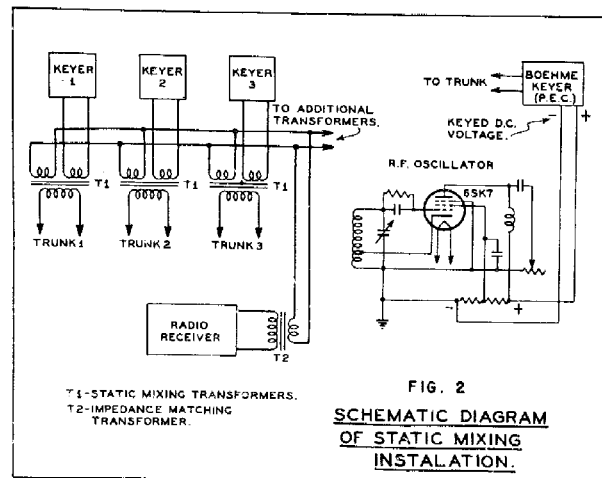 KEYER
1
KEYER
2
KEYER
3
TO ADDITIONAL
TRANSFORMERS.
T1
T1
T1
TRUNK 1
TRUNK 2
TRUNK 3
RADIO
RECEIVER
T2
T1-STATIC MIXING TRANSFORMERS.
T2-IMPEDANCE MATCHING
TRANSFORMER.
TO TRUNK
BOEHME
KEYER
(P.E.C.)
KEYED D.C.
VOLTAGE.
-
+
R.F. OSCILLATOR
6SK7
-
+
FIG. 2
SCHEMATIC DIAGRAM
OF STATIC MIXING
INSTALATION.